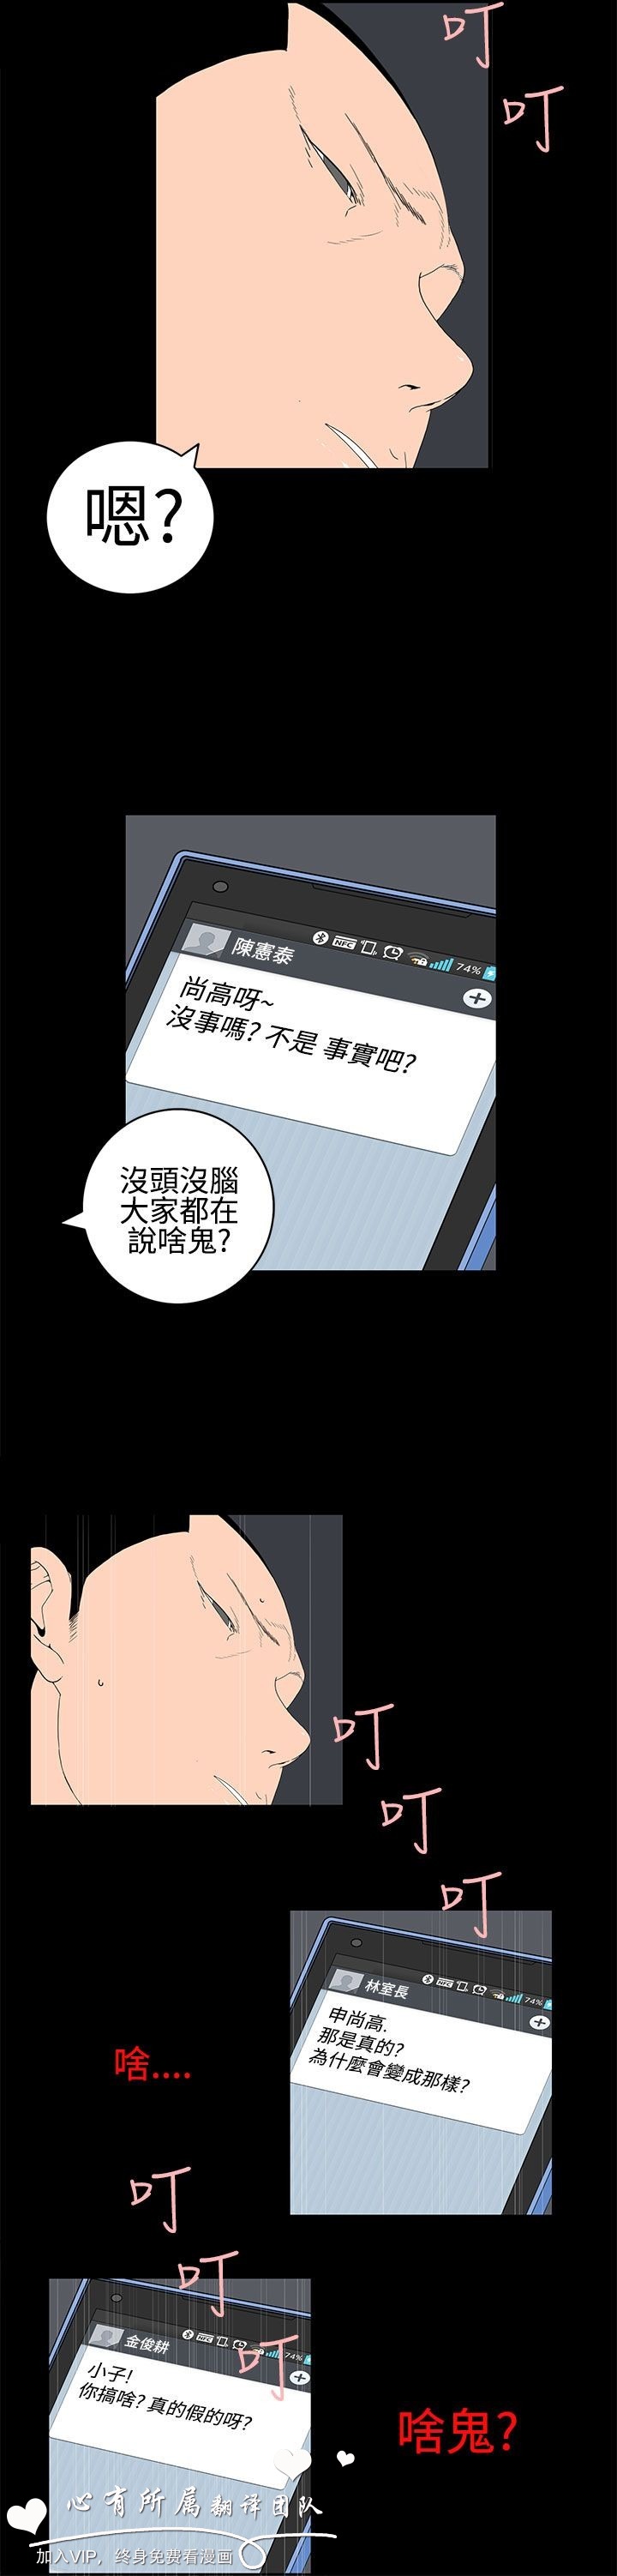 叮
叮
嗯?
陳憲泰
NFC
74%
尚高呀~
沒事嗎? 不是 事實吧?
沒頭沒腦
大家都在
說啥鬼?
叮
叮
叮
林室長
NFC
74%
申尚高.
那是真的?
為什麼會變成那樣?
啥....
叮
叮
叮
金俊耕
NFC
74%
小子!
你搞啥? 真的假的呀?
啥鬼?
心有所属翻译团队
加入VIP，终身免费看漫画